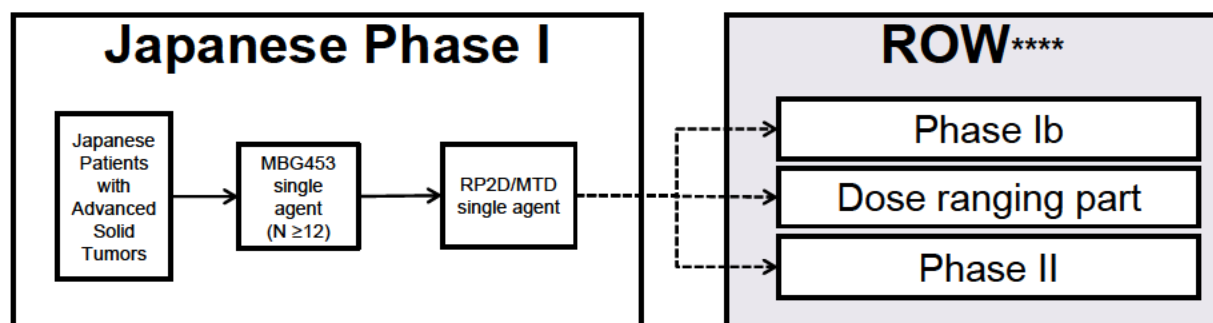 Japanese Phase I
Japanese
Patients
with
Advanced
Solid
Tumors
MBG453
single
agent
(N ≥12)
RP2D/MTD
single agent
ROW****
Phase Ib
Dose ranging part
Phase II